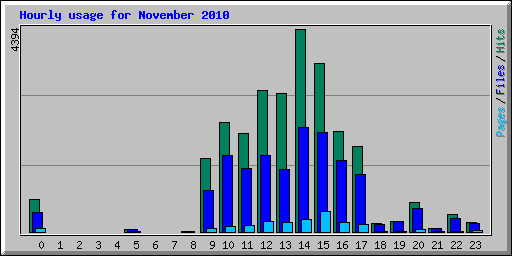 Hourly usage for November 2010
4394
Pages/Files/Hits
0 1 2 3 4 5 6 7 8 9 10 11 12 13 14 15 16 17 18 19 20 21 22 23